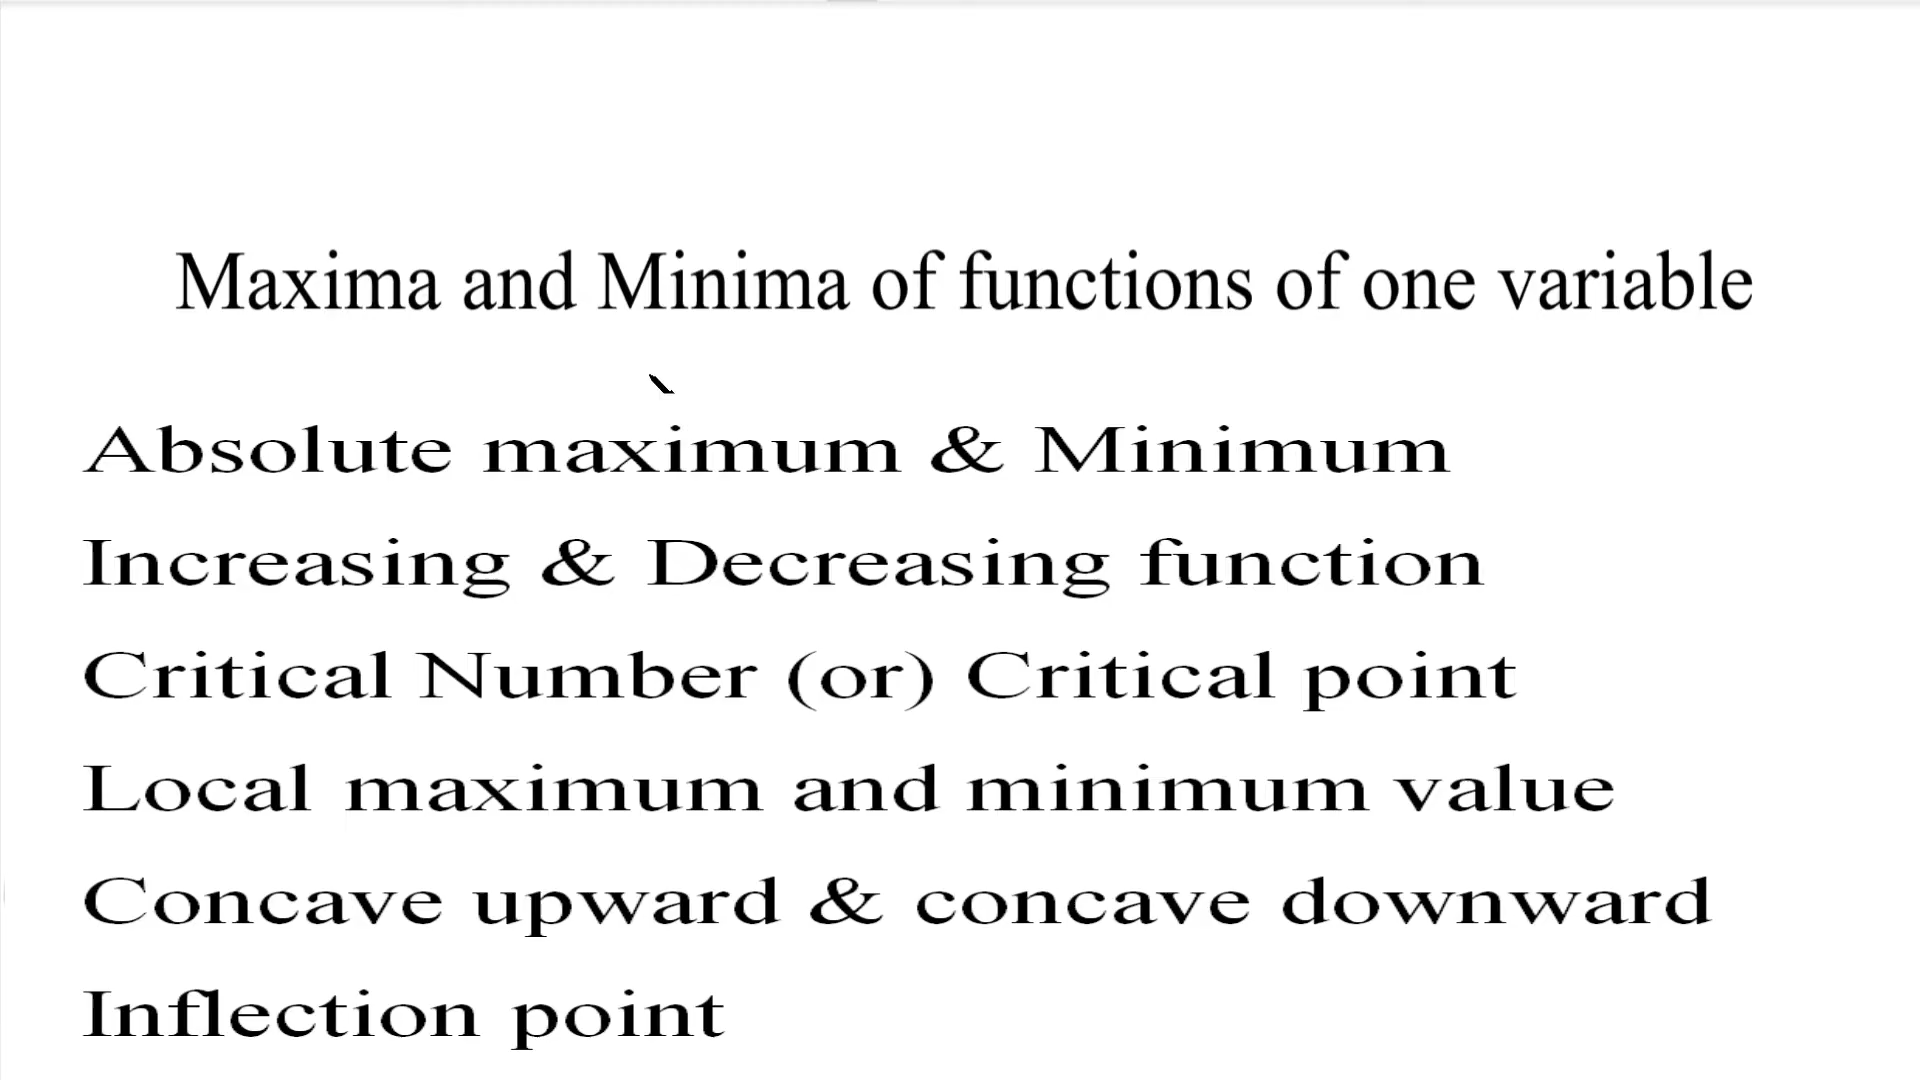 Maxima and Minima of functions of one variable
Absolute maximum & Minimum
Increasing & Decreasing function
Critical Number (or) Critical point
Local maximum and minimum value
Concave upward & concave downward
Inflection point